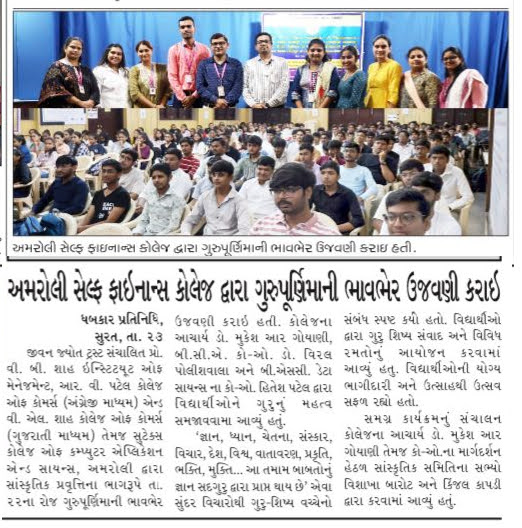 અમરોલી સેલ્ફ ફાઇનાન્સ કોલેજ દ્વારા ગુરુપૂર્ણિમાની ભાવભેર ઉજવણી કરાઇ હતી.
અમરોલી સેલ્ફ ફાઇનાન્સ કોલેજ દ્વારા ગુરુપૂર્ણિમાની ભાવભેર ઉજવણી કરાઇ
ધબકાર પ્રતિનિધિ,
સુરત, તા. ૨૩
જીવન જ્યોત ટ્રસ્ટ સંચાલિત પ્રો.
વી. બી. શાહ ઇન્સ્ટિટયૂટ ઓફ
મેનેજમેન્ટ, આર. વી. પટેલ કોલેજ
ઓફ કોમર્સ (અંગ્રેજી માધ્યમ) એન્ડ
વી. એલ. શાહ કોલેજ ઓફ કોમર્સ
(ગુજરાતી માધ્યમ) તેમજ સુટેક્સ
કોલેજ ઓફ કમ્પ્યુટર એપ્લિકેશન
એન્ડ સાયન્સ, અમરોલી દ્વારા
સાંસ્કૃતિક પ્રવૃત્તિના ભાગરૂપે તા.
૨૨ના રોજ ગુરુપૂર્ણિમાની ભાવભેર
ઉજવણી કરાઇ હતી. કોલેજના
આચાર્ય ડો. મુકેશ આર ગોયાણી,
બી.સી.એ. કો-ઓ. ડો. વિરલ
પોલીશવાલા અને બી.એસસી. ડેટા
સાયન્સ ના કો-ઓ. હિતેસ પટેલ દ્વારા
વિદ્યાર્થીઓને ગુરુનું મહત્વ
સમજાવવામા આવ્યું હતું.
‘જ્ઞાન, ધ્યાન, ચેતના, સંસ્કાર,
વિચાર, દેશ, વિશ્વ, વાતાવરણ, પ્રકૃતિ,
ભક્તિ, મુક્તિ... આ તમામ બાબતોનું
જ્ઞાન સદગુરુ દ્વારા પ્રાપ્ત થાય છે’ એવા
સુંદર વિચારોથી ગુરુ-શિષ્ય વચ્ચેનો
સંબંધ સ્પષ્ટ કર્યો હતો. વિદ્યાર્થીઓ
દ્વારા ગુરુ શિષ્ય સંવાદ અને વિવિધ
રમતોનું આયોજન કરવામાં
આવ્યું હતું. વિદ્યાર્થીઓની યોગ્ય
ભાગીદારી અને ઉત્સાહથી ઉત્સવ
સફળ રહ્યો હતો.
સમગ્ર કાર્યક્રમનું સંચાલન
કોલેજના આચાર્ય ડો. મુકેશ આર
ગોયાણી તેમજ કો-ઓ.ના માર્ગદર્શન
હેઠળ સાંસ્કૃતિક સમિતિના સભ્યો
વિશાખા બારોટ અને કિંજલ કાપડી
દ્વારા કરવામાં આવ્યું હતું.